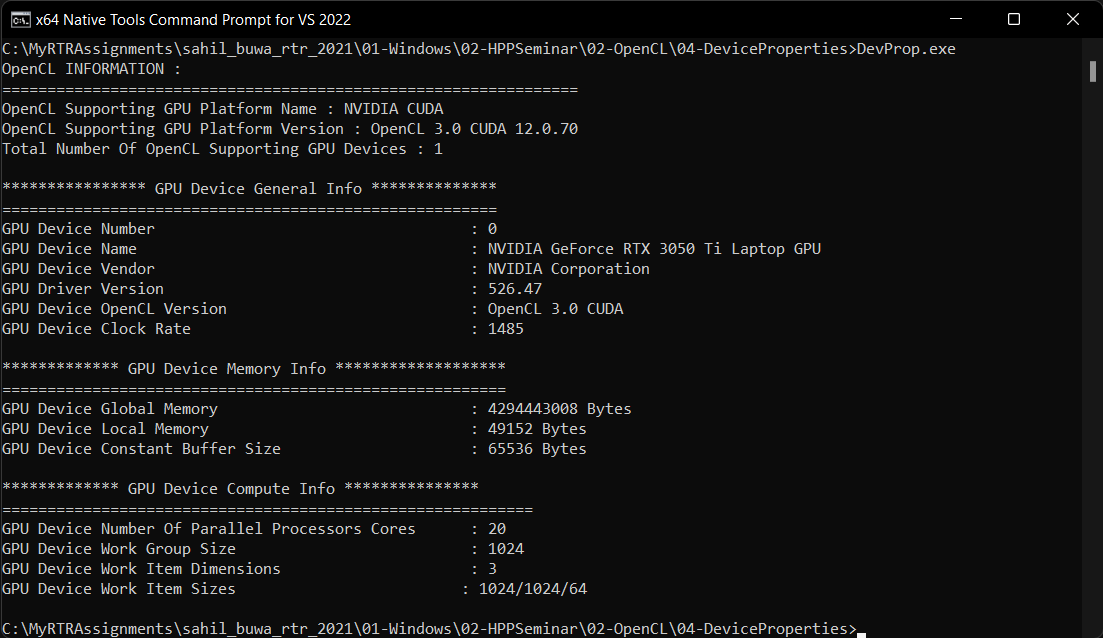 x64 Native Tools Command Prompt for VS 2022
C:\MyRTRAssignments\sahil_buwa_rtr_2021\01-Windows\02-HPPSeminar\02-OpenCL\04-DeviceProperties>DevProp.exe
OpenCL INFORMATION :
================================================================
OpenCL Supporting GPU Platform Name : NVIDIA CUDA
OpenCL Supporting GPU Platform Version : OpenCL 3.0 CUDA 12.0.70
Total Number Of OpenCL Supporting GPU Devices : 1
**************** GPU Device General Info **************
=======================================================
GPU Device Number                                   : 0
GPU Device Name                                     : NVIDIA GeForce RTX 3050 Ti Laptop GPU
GPU Device Vendor                                   : NVIDIA Corporation
GPU Driver Version                                  : 526.47
GPU Device OpenCL Version                           : OpenCL 3.0 CUDA
GPU Device Clock Rate                               : 1485
************* GPU Device Memory Info *******************
========================================================
GPU Device Global Memory                            : 4294443008 Bytes
GPU Device Local Memory                             : 49152 Bytes
GPU Device Constant Buffer Size                     : 65536 Bytes
************* GPU Device Compute Info ***************
===========================================================
GPU Device Number Of Parallel Processors Cores      : 20
GPU Device Work Group Size                          : 1024
GPU Device Work Item Dimensions                     : 3
GPU Device Work Item Sizes                         : 1024/1024/64
C:\MyRTRAssignments\sahil_buwa_rtr_2021\01-Windows\02-HPPSeminar\02-OpenCL\04-DeviceProperties>